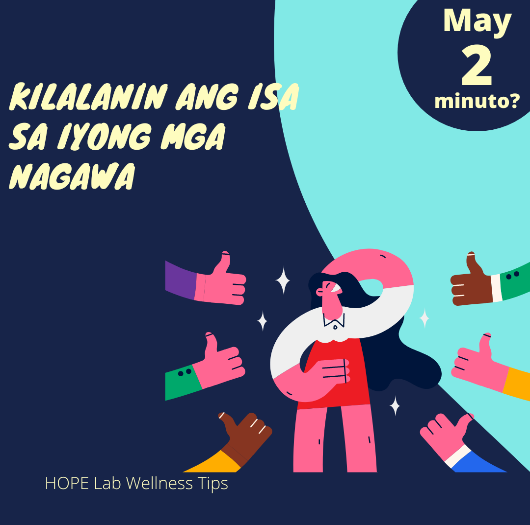 May
2
minuto?
KILALANIN ANG ISA
SA IYONG MGA
NAGAWA
HOPE Lab Wellness Tips